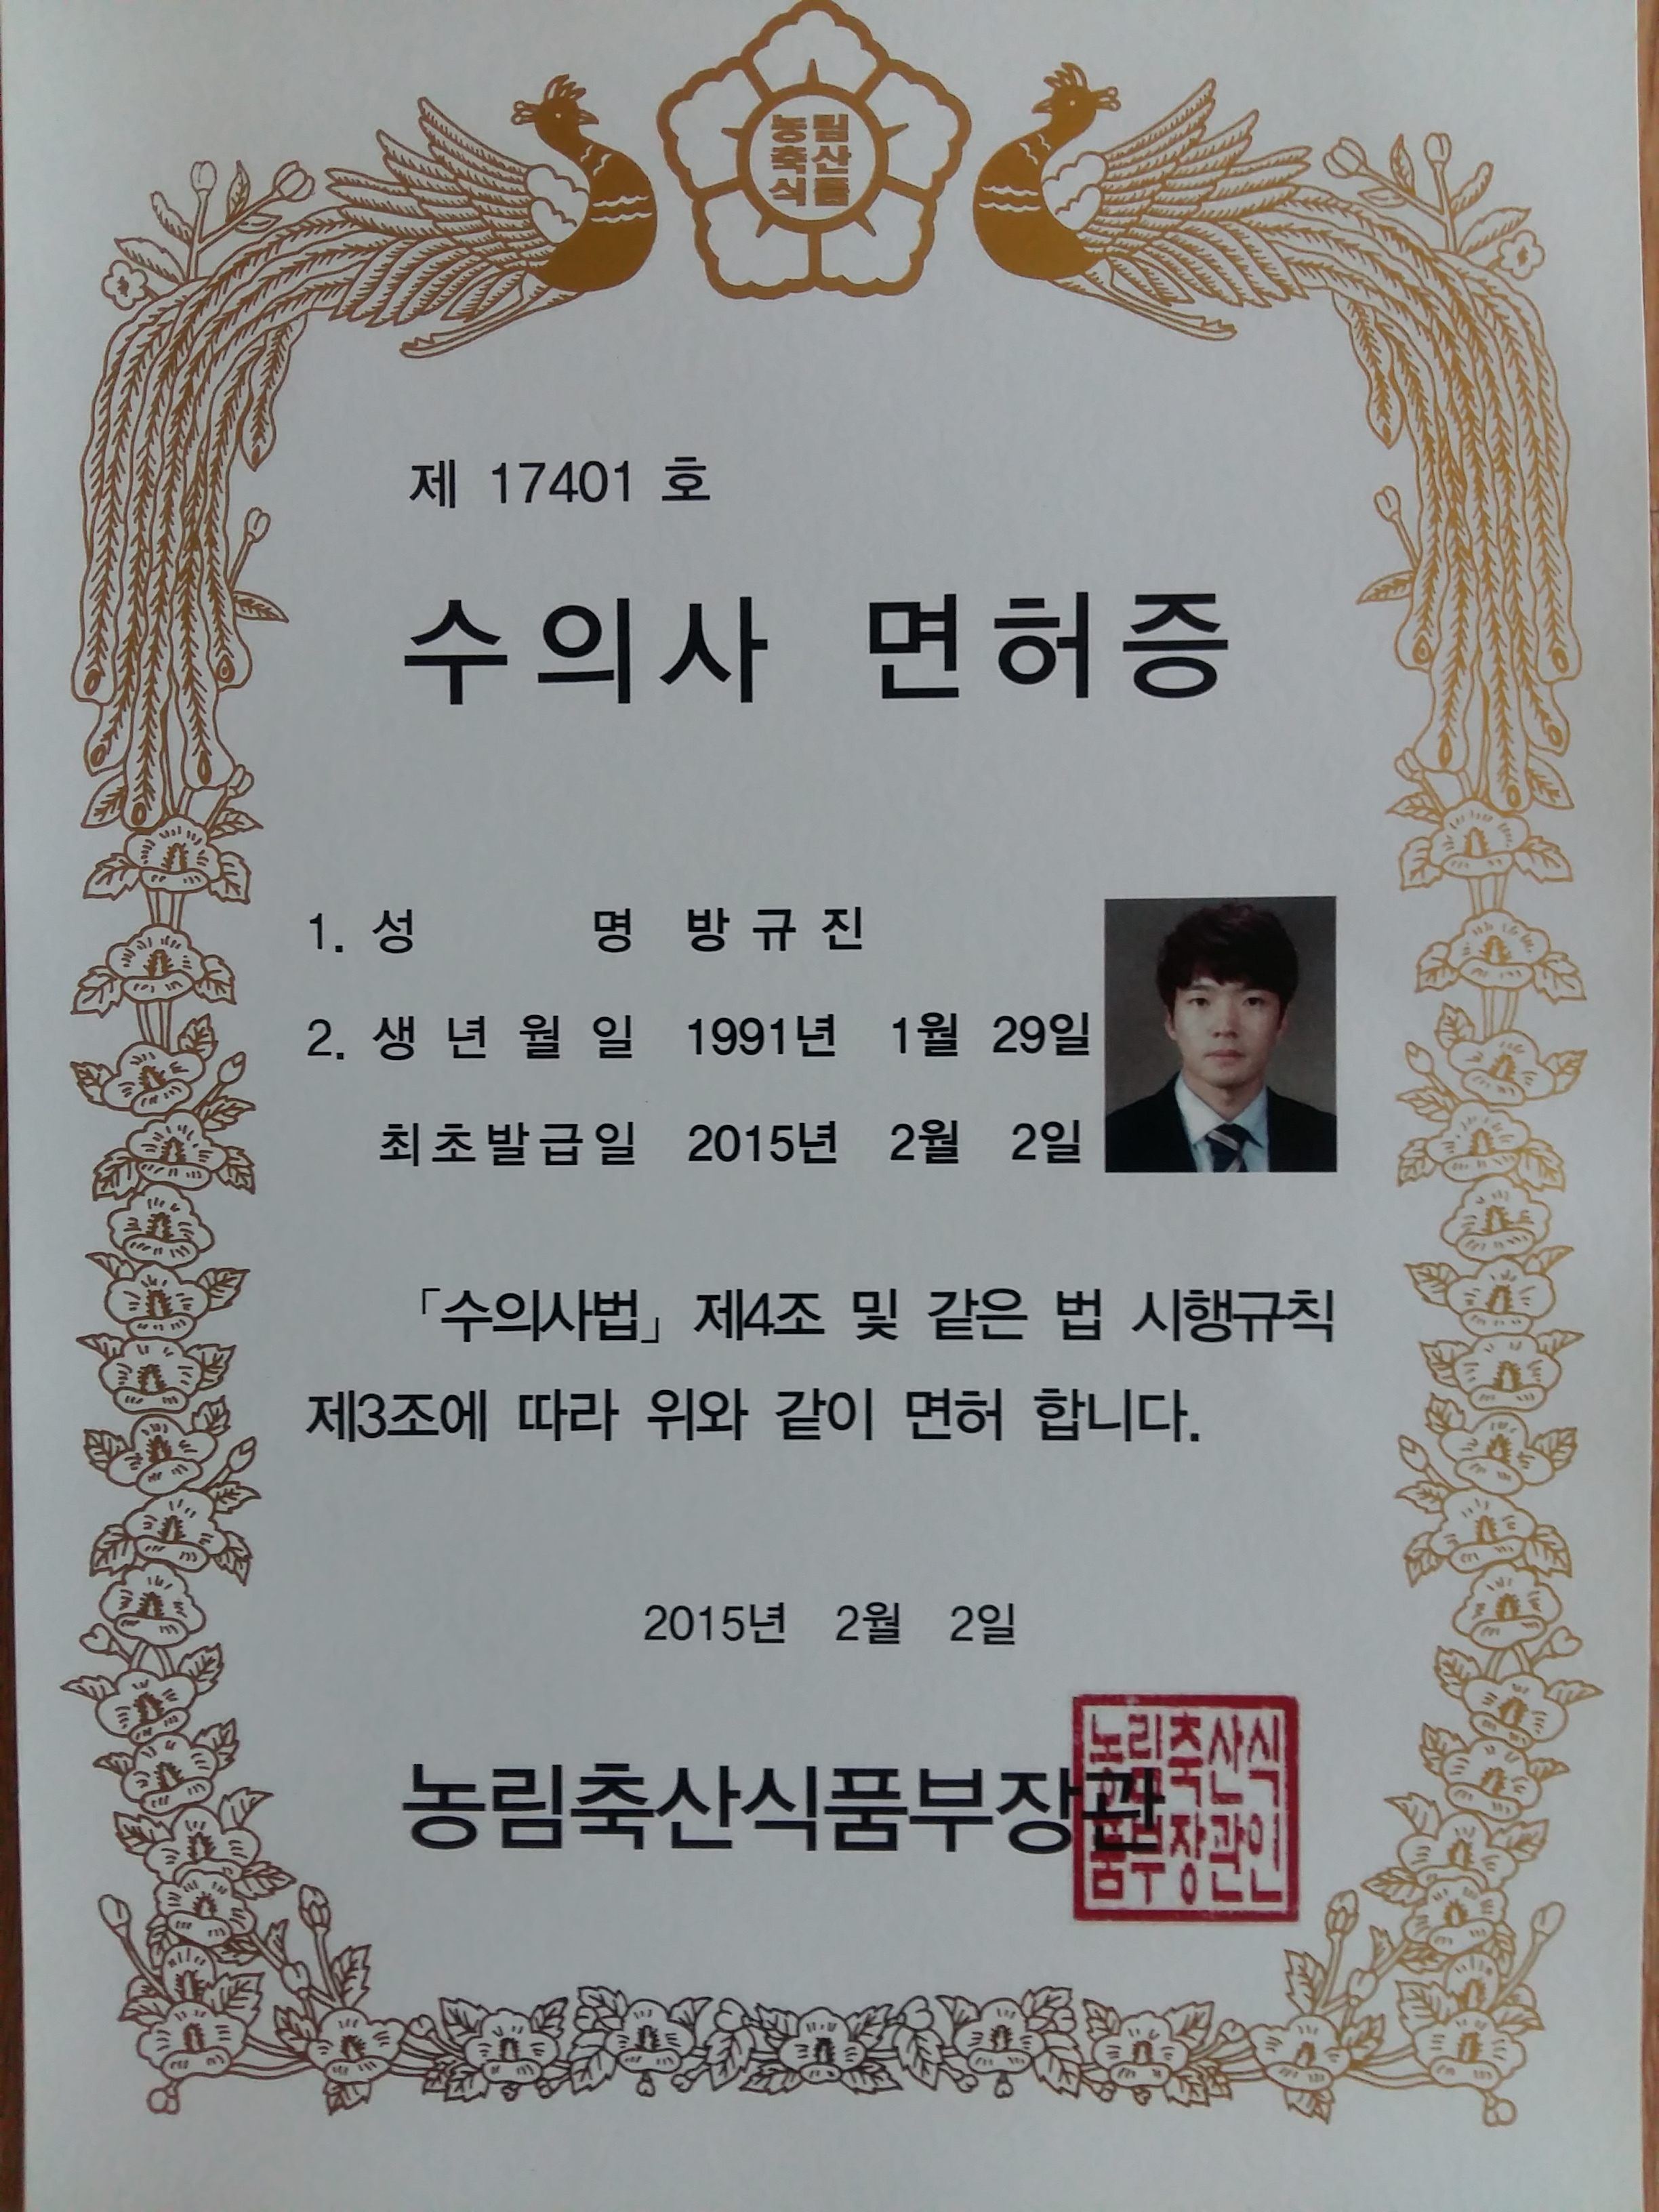 농림
축산
식품
제 17401 호
수의사 면허증
1. 성 명 방 규 진
2. 생 년 월 일 1991년 1월 29일
최초발급일 2015년 2월 2일
「수의사법」 제4조 및 같은 법 시행규칙
제3조에 따라 위와 같이 면허 합니다.
2015년 2월 2일
농림축산식품부장관
농림축산식
품부장관인